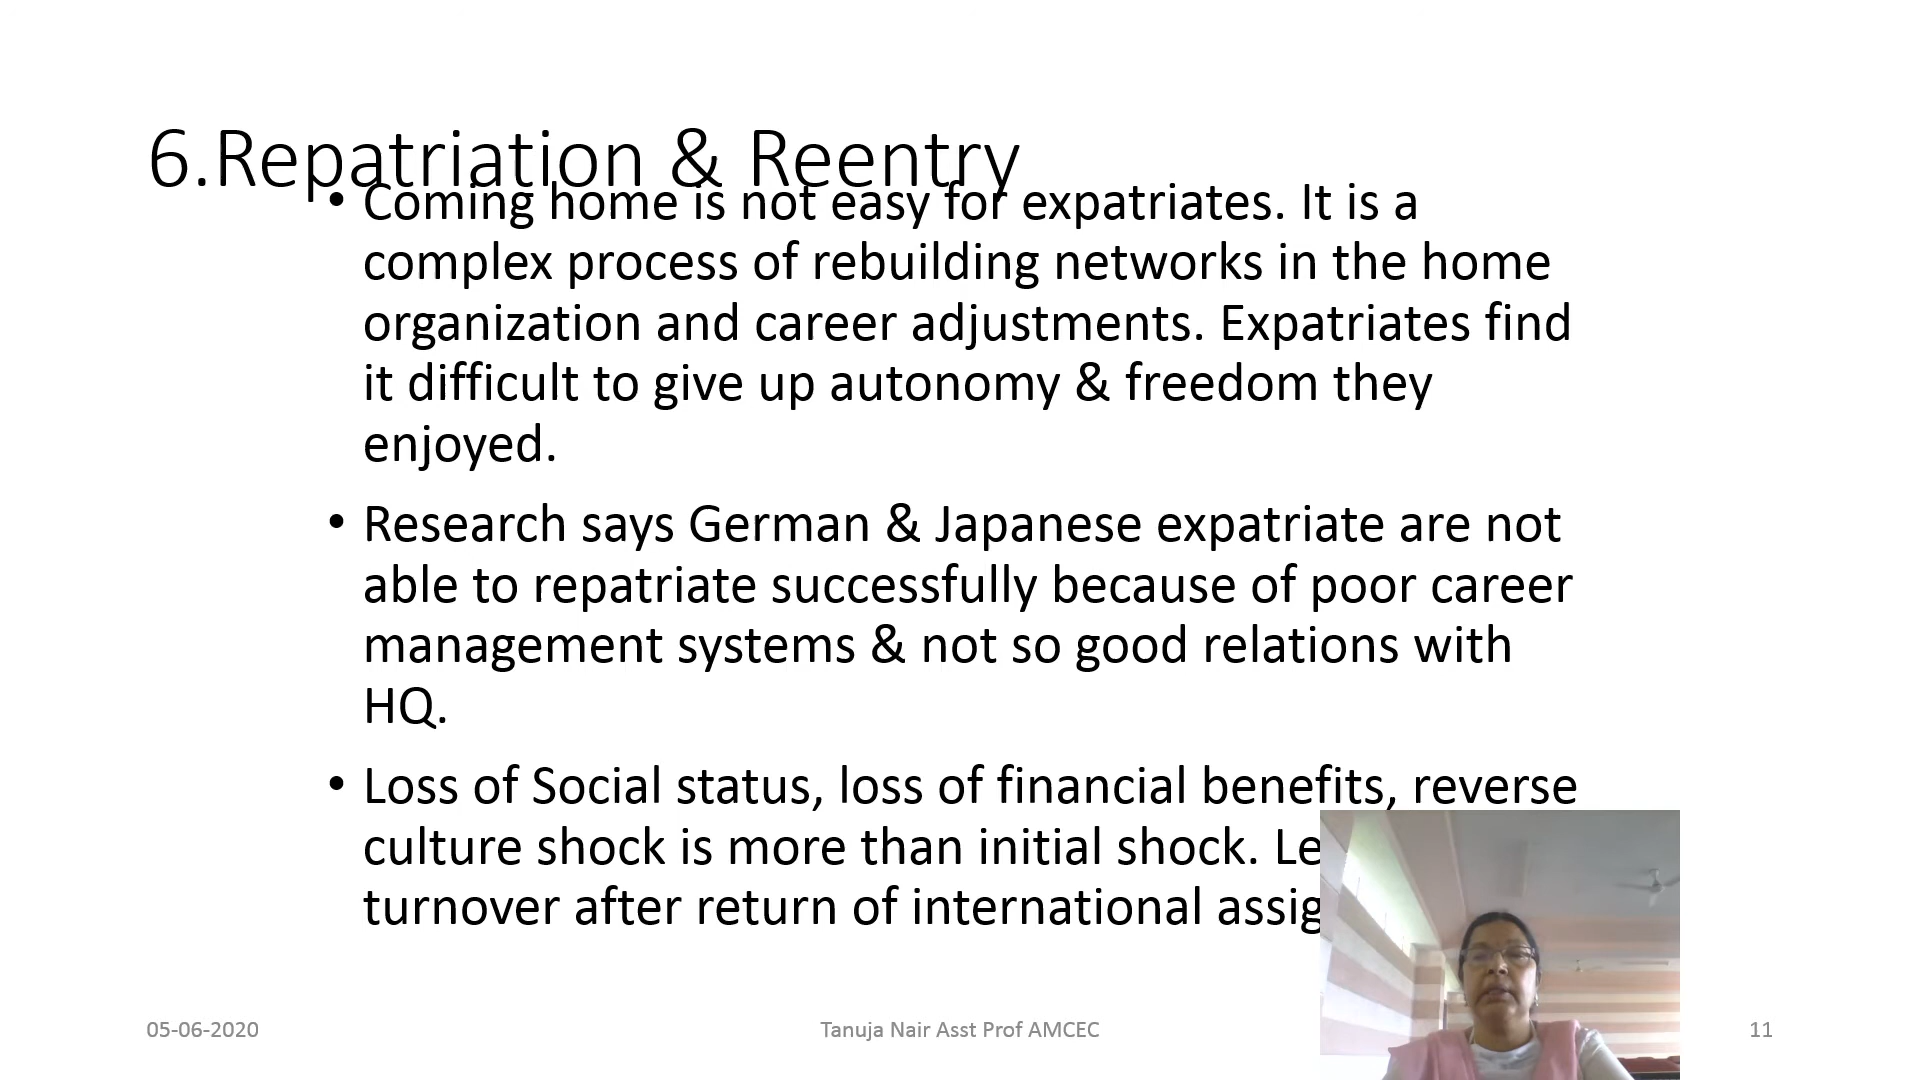 6.Repatriation & Reentry
• Coming home is not easy for expatriates. It is a
complex process of rebuilding networks in the home
organization and career adjustments. Expatriates find
it difficult to give up autonomy & freedom they
enjoyed.
• Research says German & Japanese expatriate are not
able to repatriate successfully because of poor career
management systems & not so good relations with
HQ.
• Loss of Social status, loss of financial benefits, reverse
culture shock is more than initial shock.
turnover after return of international
05-06-2020
Tanuja Nair Asst Prof AMCEC
11